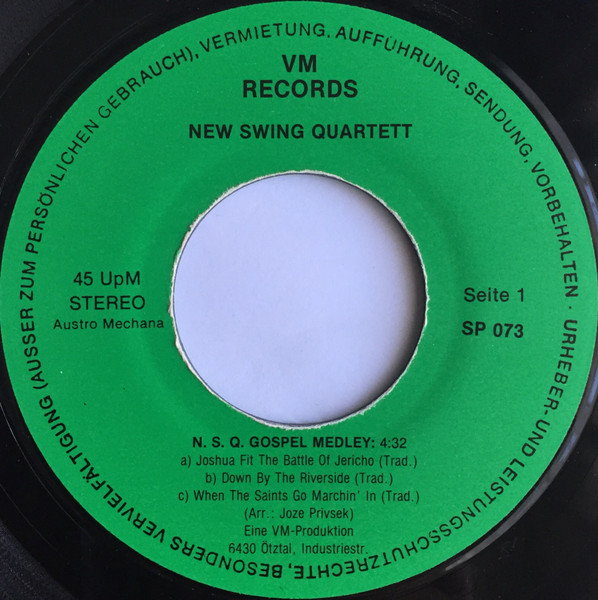 VM
RECORDS
NEW SWING QUARTETT
45 UpM
STEREO
Austro Mechana
Seite 1
SP 073
N. S. Q. GOSPEL MEDLEY: 4:32
a) Joshua Fit The Battle Of Jericho (Trad.)
b) Down By The Riverside (Trad.)
c) When The Saints Go Marchin' In (Trad.)
(Arr.: Joze Privsek)
Eine VM-Produktion
6430 Ötztal, Industriestr.
URHEBER- UND LEISTUNGSSCHUTZRECHTE, BESONDERS VERVIELFÄLTIGUNG (AUSSER ZUM PERSÖNLICHEN GEBRAUCH), VERMIETUNG. AUFFÜHRUNG, SENDUNG, VORBEHALTEN ·